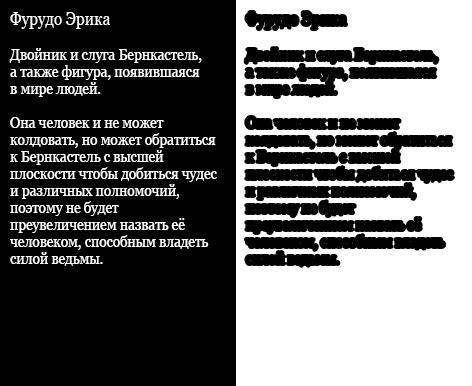 Фурудо Эрика
Двойник и слуга Бернкастель,
а также фигура, появившаяся
в мире людей.
Она человек и не может
колдовать, но может обратиться
к Бернкастель с высшей
плоскости чтобы добиться чудес
и различных полномочий,
поэтому не будет
преувеличением назвать её
человеком, способным владеть
силой ведьмы.
Фурудо Эрика
Двойник и слуга Бернкастель,
а также фигура, появившаяся
в мире людей.
Она человек и не может
колдовать, но может обратиться
к Бернкастель с высшей
плоскости чтобы добиться чудес
и различных полномочий,
поэтому не будет
преувеличением назвать её
человеком, способным владеть
силой ведьмы.